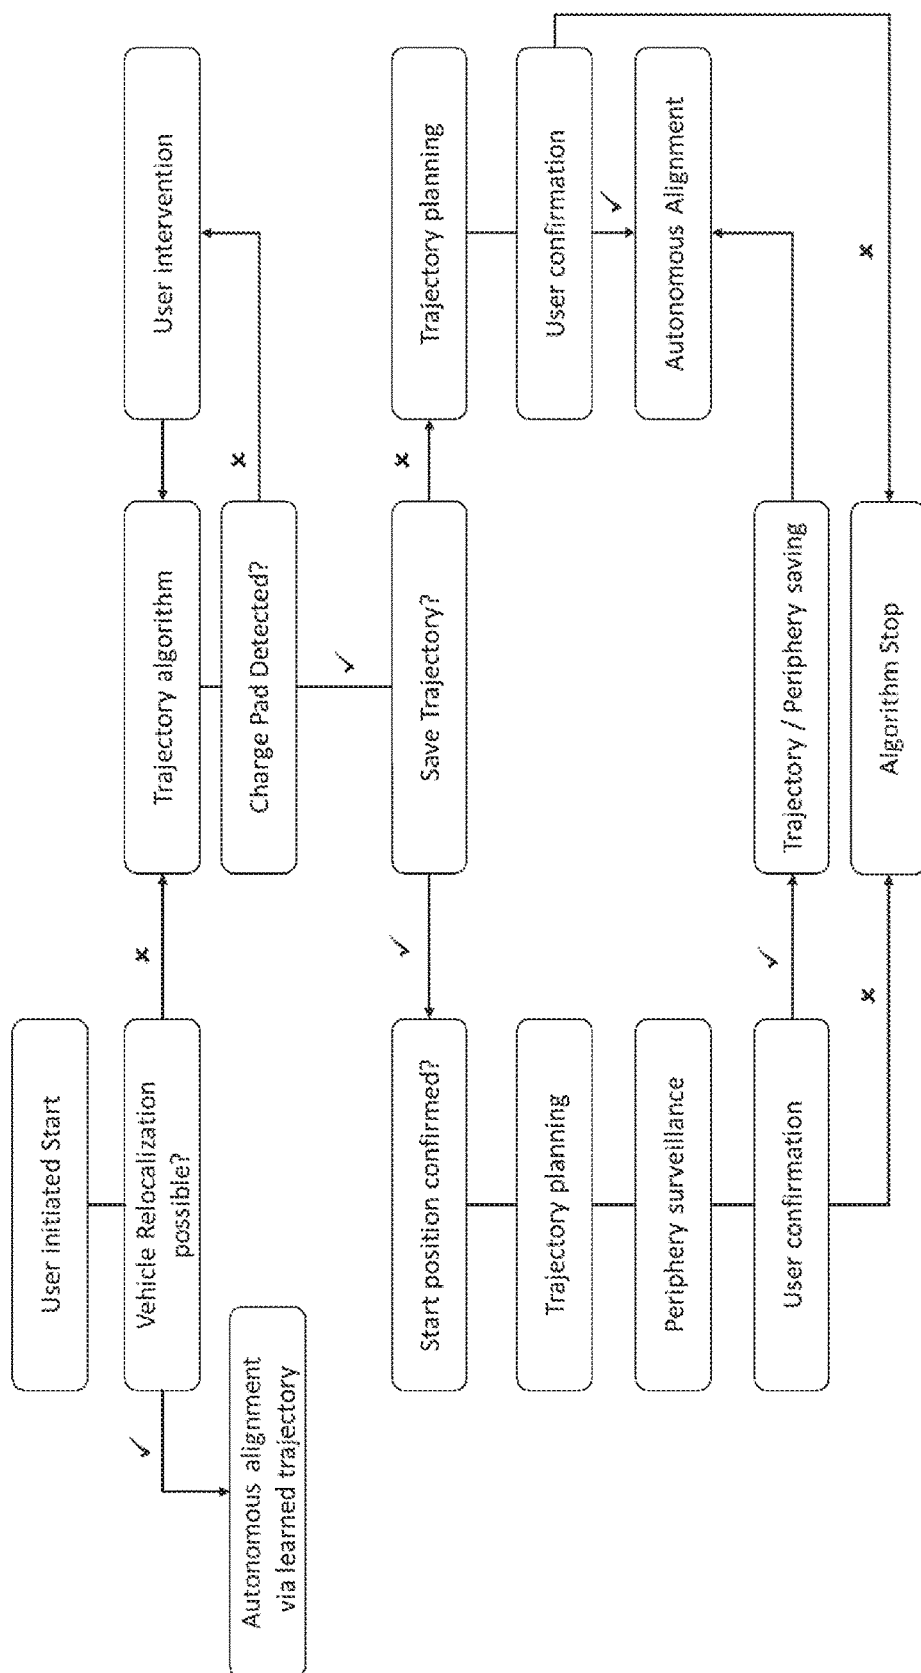 User initiated Start
Vehicle Relocalization
possible?
✓
Autonomous alignment
via learned trajectory
x
Trajectory algorithm
Charge Pad Detected?
x
User intervention
✓
Save Trajectory?
✓
Start position confirmed?
Trajectory planning
Periphery surveillance
User confirmation
✓
Trajectory / Periphery saving
x
Algorithm Stop
x
Trajectory planning
User confirmation
✓
Autonomous Alignment
x